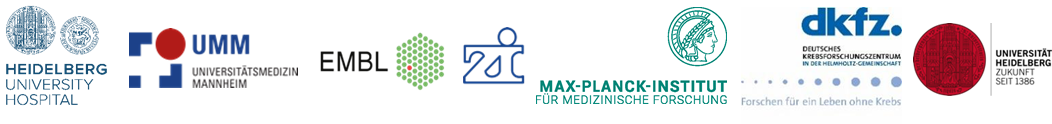 HEIDELBERG
UNIVERSITY
HOSPITAL
UMM
UNIVERSITÄTSMEDIZIN
MANNHEIM
EMBL
zi
MAX-PLANCK-INSTITUT
FÜR MEDIZINISCHE FORSCHUNG
dkfz.
DEUTSCHES
KREBSFORSCHUNGSZENTRUM
IN DER HELMHOLTZ-GEMEINSCHAFT
Forschen für ein Leben ohne Krebs
UNIVERSITÄT
HEIDELBERG
ZUKUNFT
SEIT 1386